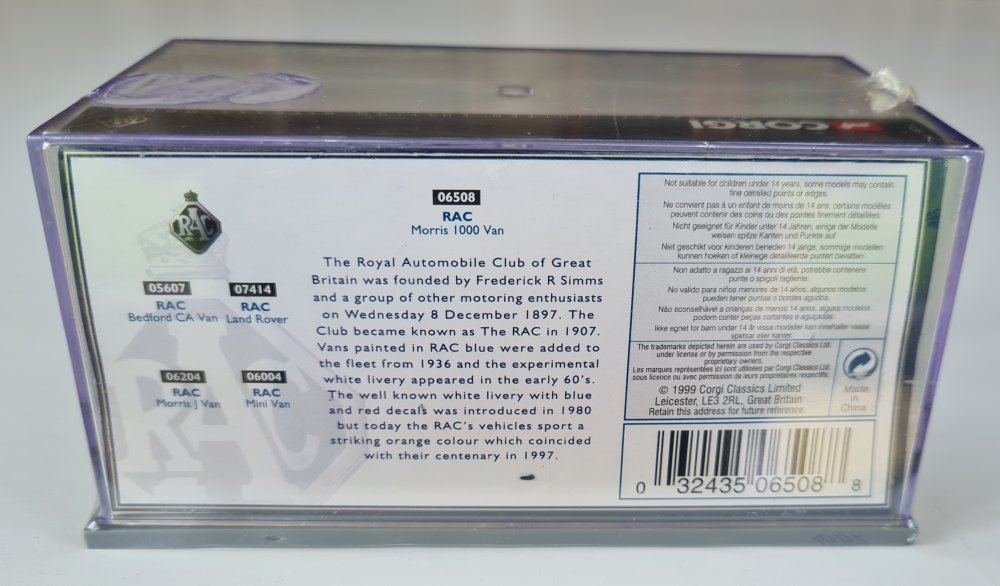 CORGI
RAC
05607
RAC
Bedford CA Van
07414
RAC
Land Rover
06204
RAC
Morris J Van
06004
RAC
Mini Van
06508
RAC
Morris 1000 Van
The Royal Automobile Club of Great
Britain was founded by Frederick R Simms
and a group of other motoring enthusiasts
on Wednesday 8 December 1897. The
Club became known as The RAC in 1907.
Vans painted in RAC blue were added to
the fleet from 1936 and the experimental
white livery appeared in the early 60's.
The well known white livery with blue
and red decals was introduced in 1980
but today the RAC's vehicles sport a
striking orange colour which coincided
with their centenary in 1997.
Not suitable for children under 14 years, some models may contain
fine detailed points or edges.
Ne convient pas à un enfant de moins de 14 ans, certains modèles
peuvent contenir des coins ou des pointes finement détaillées.
Nicht geeignet für Kinder unter 14 Jahren, einige der Modelle
weisen spitze Kanten und Punkte auf.
Niet geschikt voor kinderen beneden 14 jarige, sommige modellen
kunnen hoeken of kleinege detailleerde punten bevatten.
Non adatto a ragazzi ai 14 anni di età, potrebbe contenere
punte o spigoli tagliente.
No valido para niños menores de 14 años, algunos modelos
pueden tener puntas o bordes agudos.
Não aconselhável a crianças de menos 14 anos, alguns modelos
podem conter peças cortantes e aguçadas.
Ikke egnet for børn under 14 år vissa modeller kan innehaller vassa
spetsar eller kanter.
The trademarks depicted herein are used by Corgi Classics Ltd.
under license or by permission from the respective
proprietary owners.
Les marques représentées ici sont utilisées par Corgi Classics Ltd.
sous licence ou avec permission de leurs propriétaires respectifs.
© 1999 Corgi Classics Limited
Leicester, LE3 2RL, Great Britain
Retain this address for future reference.
Made in
China
0 32435 06508 8
RAC